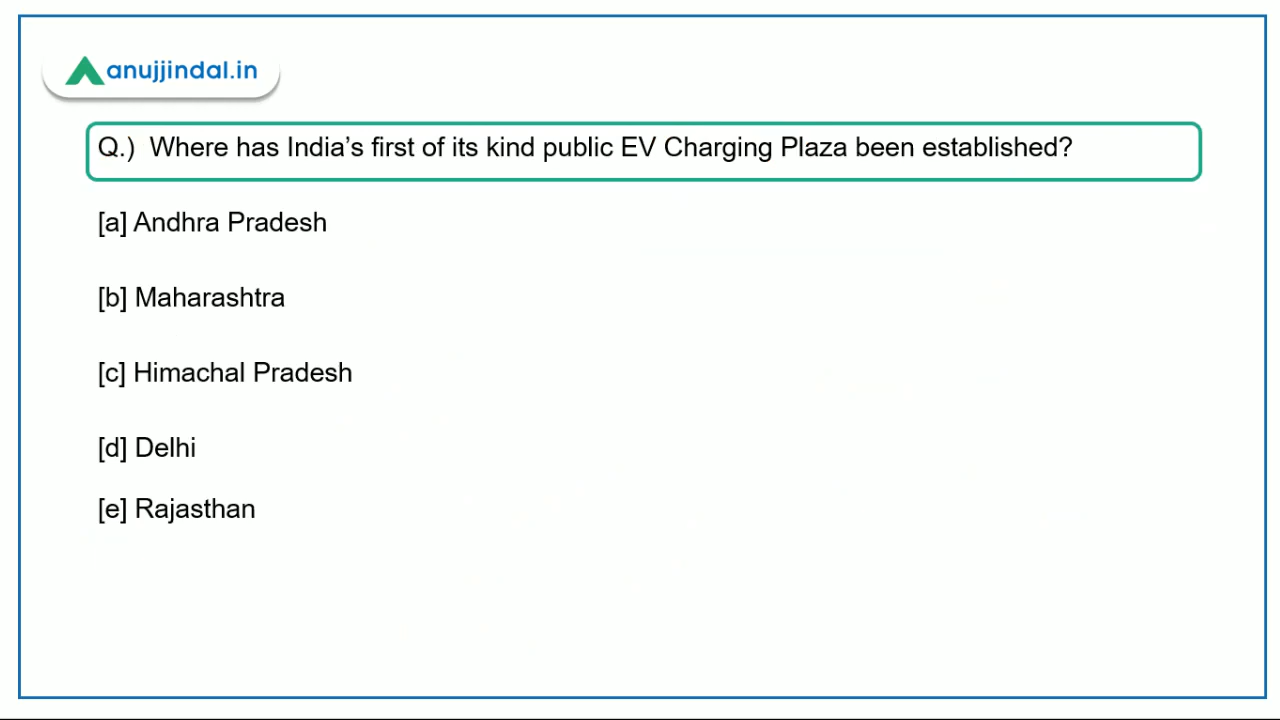 anujjindal.in
Q.) Where has India’s first of its kind public EV Charging Plaza been established?
[a] Andhra Pradesh
[b] Maharashtra
[c] Himachal Pradesh
[d] Delhi
[e] Rajasthan